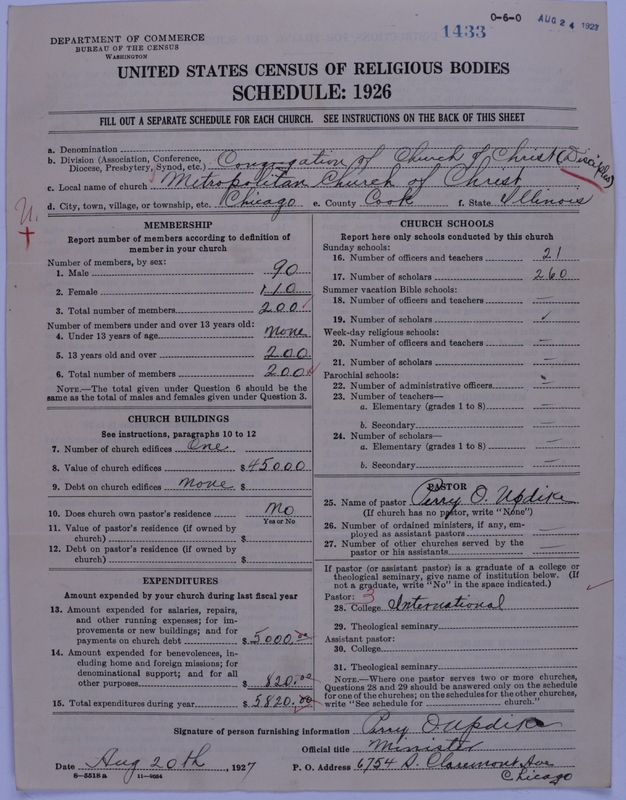 1433
0-6-0
AUG 24 1927
DEPARTMENT OF COMMERCE
BUREAU OF THE CENSUS
WASHINGTON
UNITED STATES CENSUS OF RELIGIOUS BODIES
SCHEDULE: 1926
FILL OUT A SEPARATE SCHEDULE FOR EACH CHURCH. SEE INSTRUCTIONS ON THE BACK OF THIS SHEET
a. Denomination
b. Division (Association, Conference, Diocese, Presbytery, Synod, etc.) Congregation of Church of Christ (Disciples)
c. Local name of church Metropolitan Church of Christ
d. City, town, village, or township, etc. Chicago e. County Cook f. State Illinois
MEMBERSHIP
Report number of members according to definition of
member in your church
Number of members, by sex:
1. Male 90
2. Female 110
3. Total number of members 200
Number of members under and over 13 years old:
4. Under 13 years of age None
5. 13 years old and over 200
6. Total number of members 200
NOTE.—The total given under Question 6 should be the
same as the total of males and females given under Question 3.
CHURCH BUILDINGS
See instructions, paragraphs 10 to 12
7. Number of church edifices One
8. Value of church edifices $45000
9. Debt on church edifices None $
10. Does church own pastor's residence No
Yes or No
11. Value of pastor's residence (if owned by
church) $
12. Debt on pastor's residence (if owned by
church) $
EXPENDITURES
Amount expended by your church during last fiscal year
13. Amount expended for salaries, repairs,
and other running expenses; for im-
provements or new buildings; and for
payments on church debt $5000.00
14. Amount expended for benevolences, in-
cluding home and foreign missions; for
denominational support; and for all
other purposes $820.00
15. Total expenditures during year $5820.00
CHURCH SCHOOLS
Report here only schools conducted by this church
Sunday schools:
16. Number of officers and teachers 21
17. Number of scholars 260
Summer vacation Bible schools:
18. Number of officers and teachers —
19. Number of scholars
Week-day religious schools:
20. Number of officers and teachers —
21. Number of scholars —
Parochial schools:
22. Number of administrative officers —
23. Number of teachers—
a. Elementary (grades 1 to 8) —
b. Secondary —
24. Number of scholars—
a. Elementary (grades 1 to 8) —
b. Secondary —
PASTOR
25. Name of pastor Perry O. Updike
(If church has no pastor, write "None")
26. Number of ordained ministers, if any, em-
ployed as assistant pastors —
27. Number of other churches served by the
pastor or his assistants —
If pastor (or assistant pastor) is a graduate of a college or
theological seminary, give name of institution below. (If
not a graduate, write "No" in the space indicated.)
Pastor: 3
28. College International
29. Theological seminary
Assistant pastor:
30. College
31. Theological seminary
NOTE.—Where one pastor serves two or more churches,
Questions 28 and 29 should be answered only on the schedule
for one of the churches; on the schedules for the other churches,
write "See schedule for church."
Signature of person furnishing information Perry O. Updike
Official title Minister
Date Aug 20th, 1927 P. O. Address 6754 S. Claremont Ave
Chicago
8—5518a 11—9034